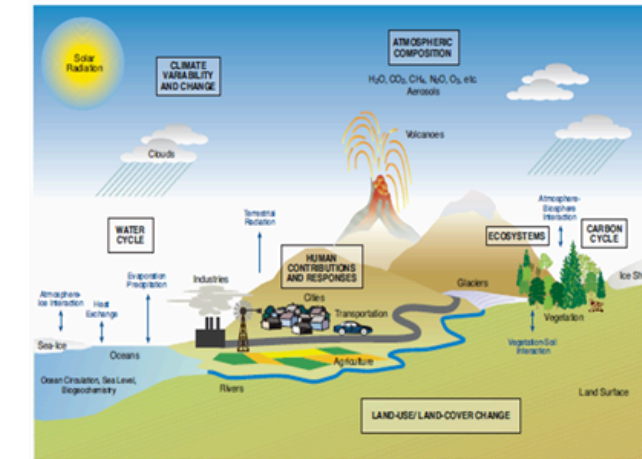 Solar
Radiation
CLIMATE
VARIABILITY
AND CHANGE
ATMOSPHERIC
COMPOSITION
H₂O, CO₂, CH₄, N₂O, O₃, etc
Aerosols
Volcanoes
Clouds
Atmosphere-
Biosphere
Interaction
Terrestrial
Radiation
WATER
CYCLE
ECOSYSTEMS
CARBON
CYCLE
HUMAN
CONTRIBUTIONS
AND RESPONSES
Evaporation
Precipitation
Industries
Glaciers
Atmosphere-
Ice Interaction
Heat
Exchange
Cities
Transportation
Vegetation
Sea-Ice
Oceans
Vegetation-Soil
Interaction
Agriculture
Ocean Circulation, Sea Level,
Biogeochemistry
Rivers
Land Surface
LAND-USE/ LAND-COVER CHANGE
Ice Sh